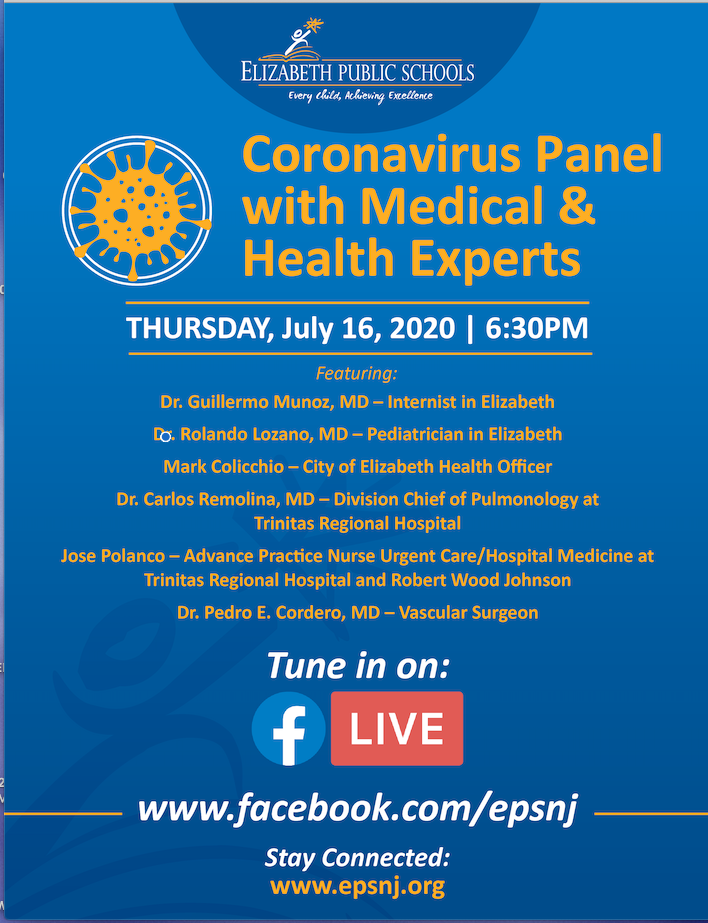 ELIZABETH PUBLIC SCHOOLS
Every Child, Achieving Excellence
Coronavirus Panel
with Medical &
Health Experts
THURSDAY, July 16, 2020 | 6:30PM
Featuring:
Dr. Guillermo Munoz, MD – Internist in Elizabeth
Dr. Rolando Lozano, MD – Pediatrician in Elizabeth
Mark Colicchio – City of Elizabeth Health Officer
Dr. Carlos Remolina, MD – Division Chief of Pulmonology at
Trinitas Regional Hospital
Jose Polanco – Advance Practice Nurse Urgent Care/Hospital Medicine at
Trinitas Regional Hospital and Robert Wood Johnson
Dr. Pedro E. Cordero, MD – Vascular Surgeon
Tune in on:
f LIVE
www.facebook.com/epsnj
Stay Connected:
www.epsnj.org